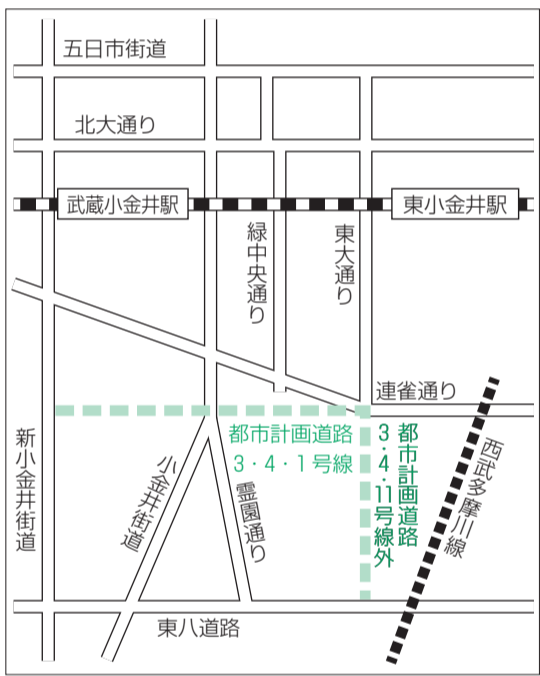 五日市街道
北大通り
武蔵小金井駅
東小金井駅
緑中央通り
東大通り
連雀通り
都市計画道路
3・4・1号線
都市計画道路
3・4・11号線外
新小金井街道
小金井街道
霊園通り
西武多摩川線
東八道路